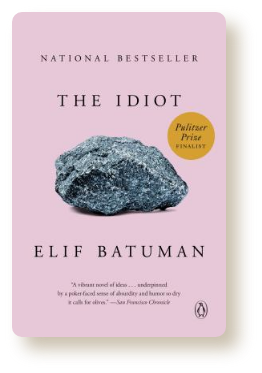 NATIONAL BESTSELLER
THE IDIOT
Pulitzer
Prize
FINALIST
ELIF BATUMAN
"A vibrant novel of ideas . . . underpinned
by a poker-faced sense of absurdity and humor so dry
it calls for olives." —San Francisco Chronicle